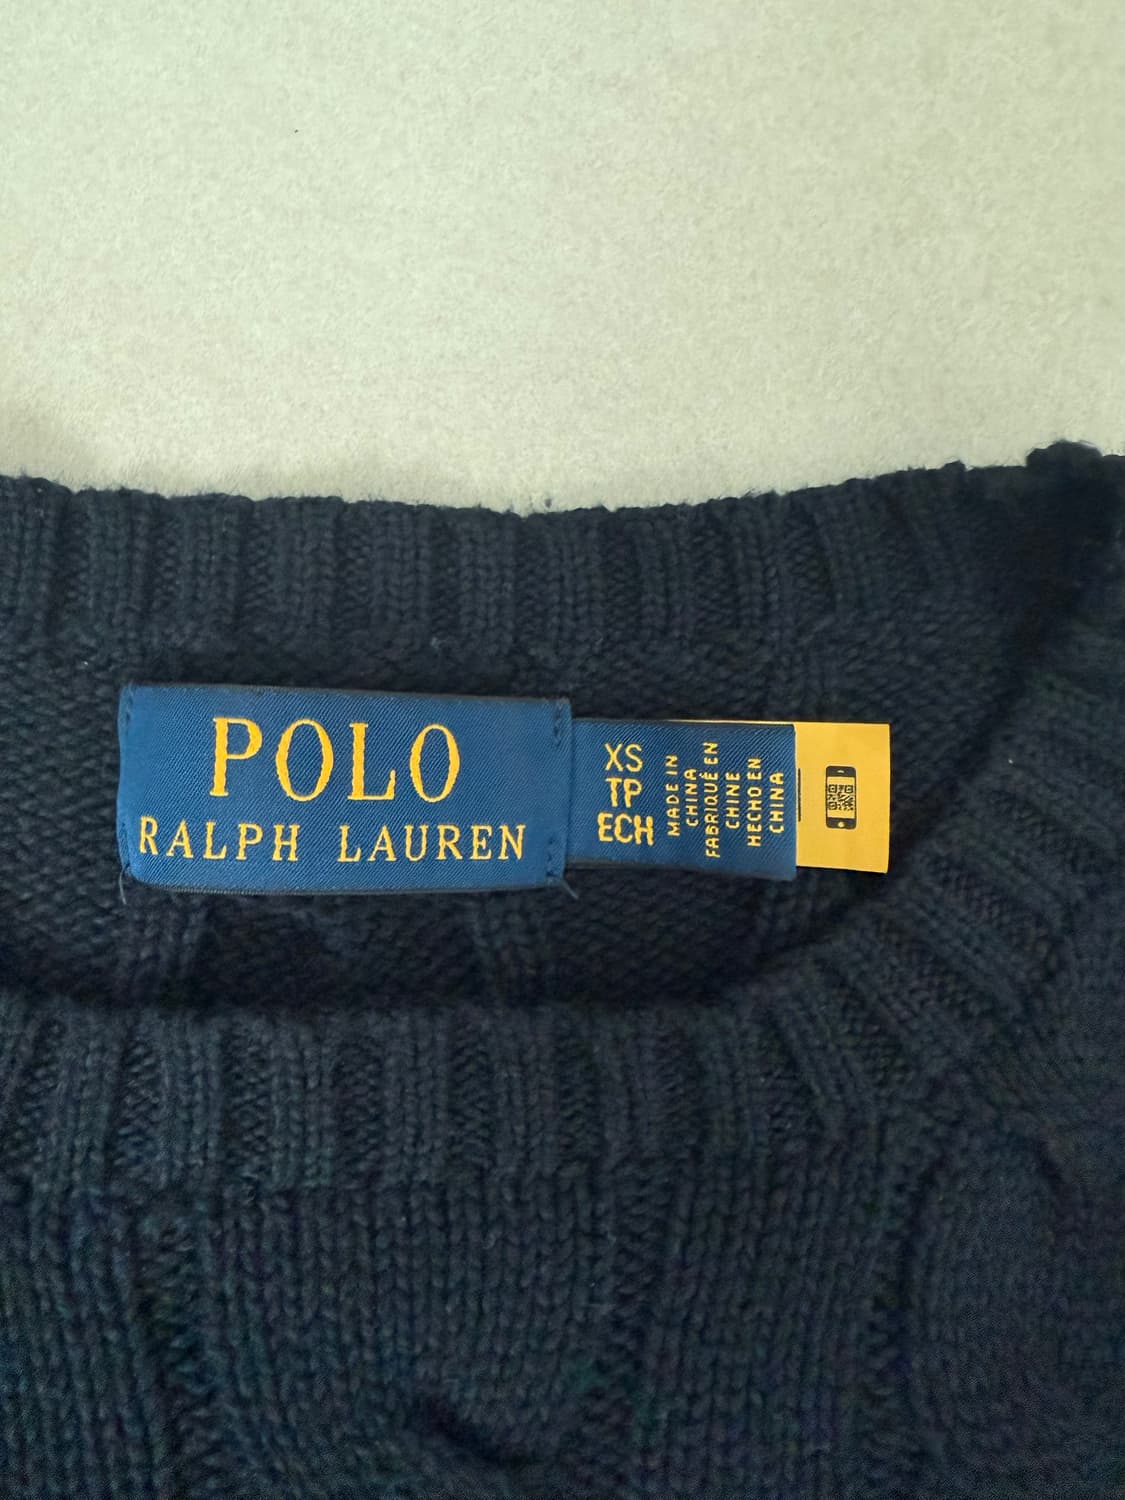 POLO
RALPH LAUREN
XS
TP
ECH
MADE IN
CHINA
FABRIQUÉ EN
CHINE
HECHO EN
CHINA